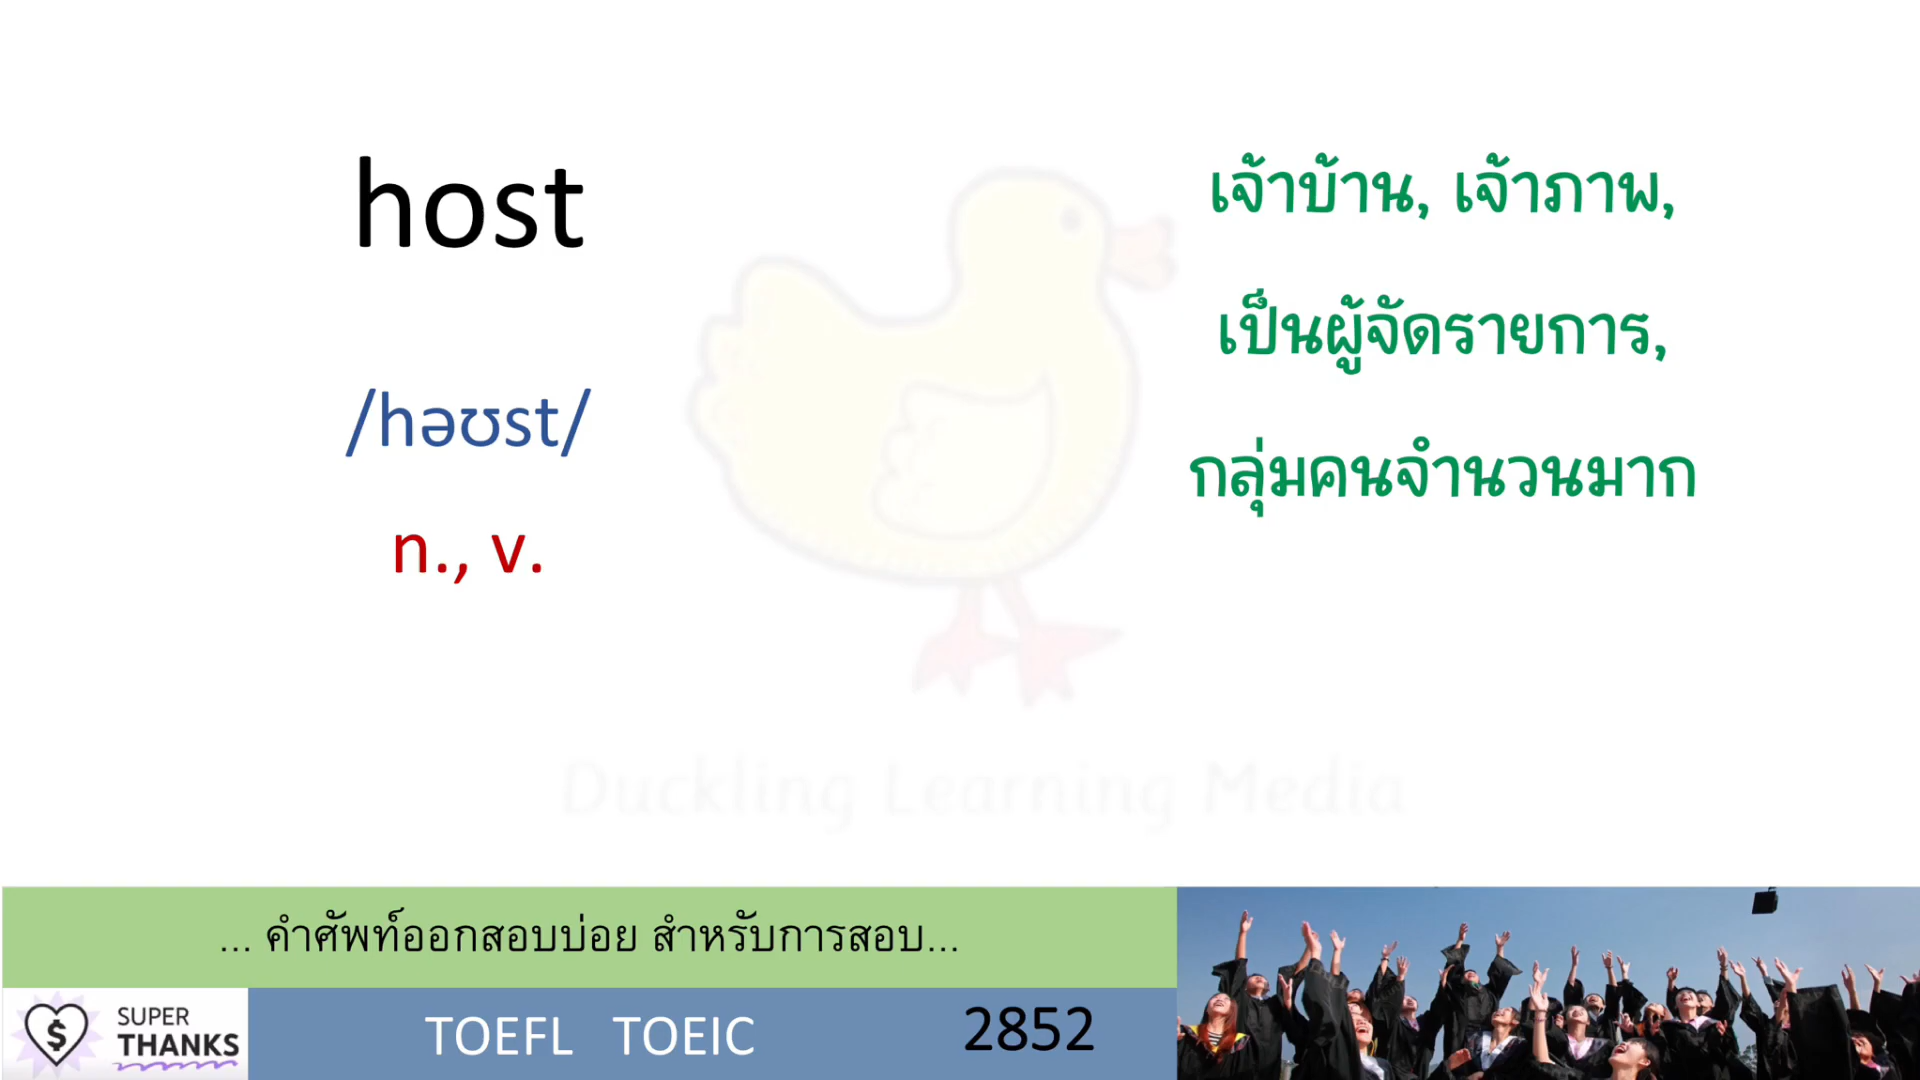 host
/həʊst/
n., v.
เจ้าบ้าน, เจ้าภาพ,
เป็นผู้จัดรายการ,
กลุ่มคนจำนวนมาก
Duckling Learning Media
... คำศัพท์ออกสอบบ่อย สำหรับการสอบ...
SUPER
THANKS
TOEFL TOEIC
2852